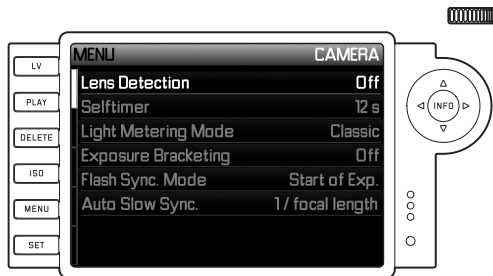 LV
PLAY
DELETE
ISO
MENU
SET
MENU CAMERA
Lens Detection Off
Selftimer 12 s
Light Metering Mode Classic
Exposure Bracketing Off
Flash Sync. Mode Start of Exp.
Auto Slow Sync. 1 / focal length
INFO